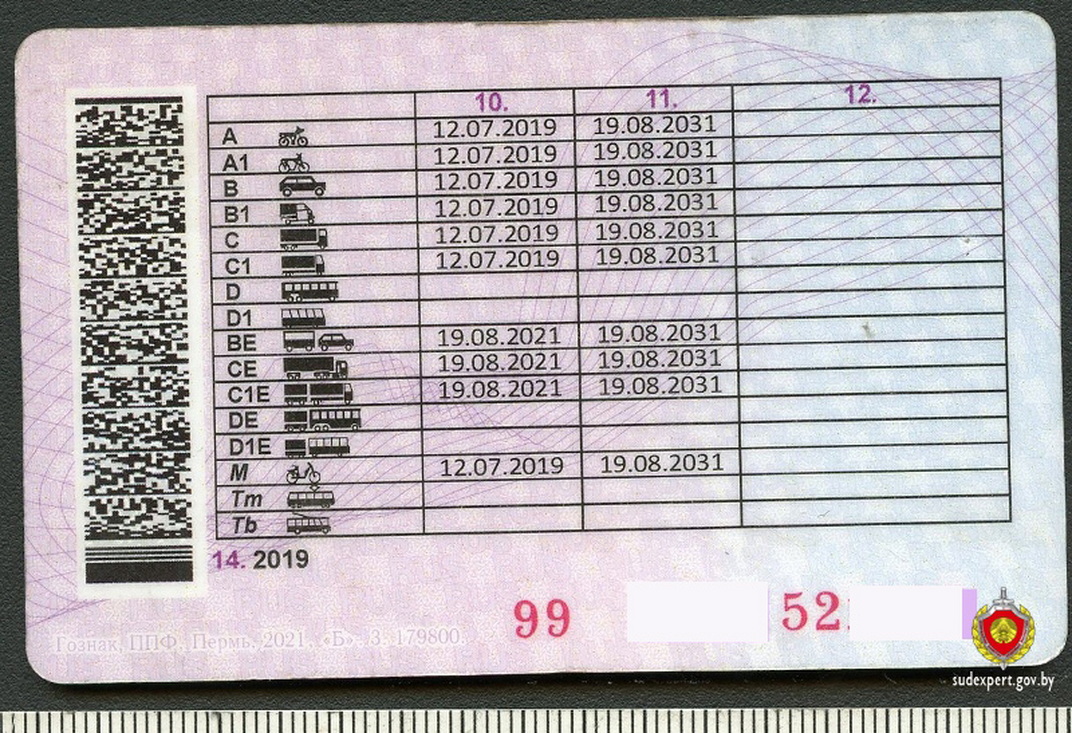 10. 11. 12.
A 12.07.2019 19.08.2031
A1 12.07.2019 19.08.2031
B 12.07.2019 19.08.2031
B1 12.07.2019 19.08.2031
C 12.07.2019 19.08.2031
C1 12.07.2019 19.08.2031
D
D1
BE 19.08.2021 19.08.2031
CE 19.08.2021 19.08.2031
C1E 19.08.2021 19.08.2031
DE
D1E
M 12.07.2019 19.08.2031
Tm
Tb
14. 2019
99 52
Гознак, ППФ, Пермь, 2021, «Б», З. 179800.
sudexpert.gov.by